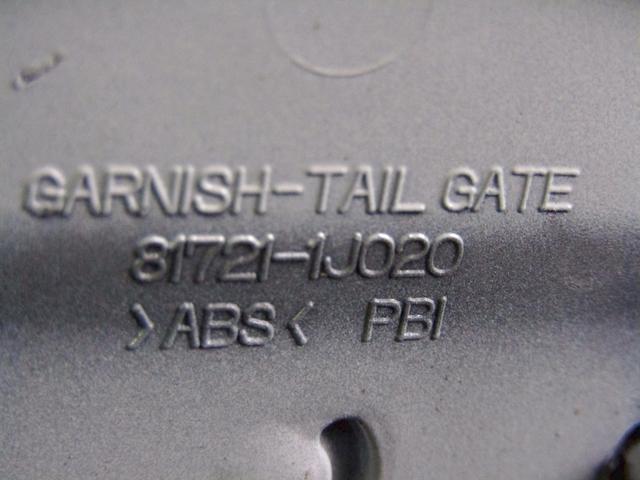 GARNISH-TAIL GATE
81721-1J020
>ABS< PBI